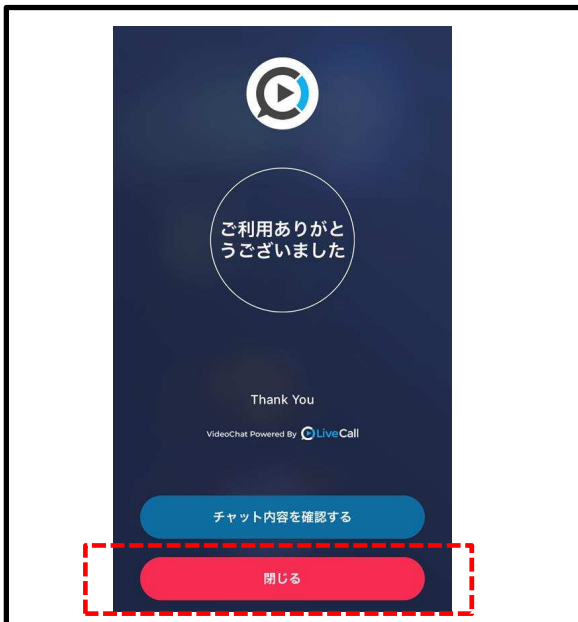 ご利用ありがと
うございました
Thank You
VideoChat Powered By LiveCall
チャット内容を確認する
閉じる